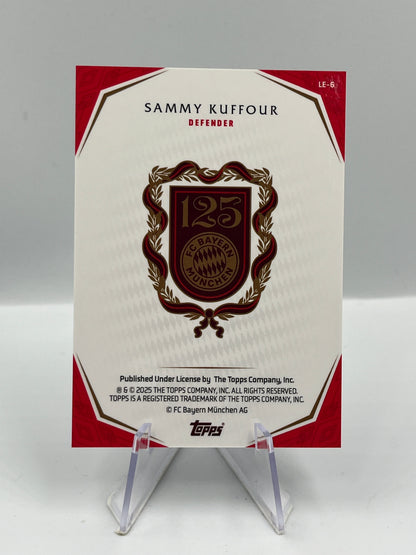 LE-6
SAMMY KUFFOUR
DEFENDER
125
FC BAYERN
MÜNCHEN
Published Under License by The Topps Company, Inc.
® & © 2025 THE TOPPS COMPANY, INC. ALL RIGHTS RESERVED.
TOPPS IS A REGISTERED TRADEMARK OF THE TOPPS COMPANY, INC.
© FC Bayern München AG
Topps